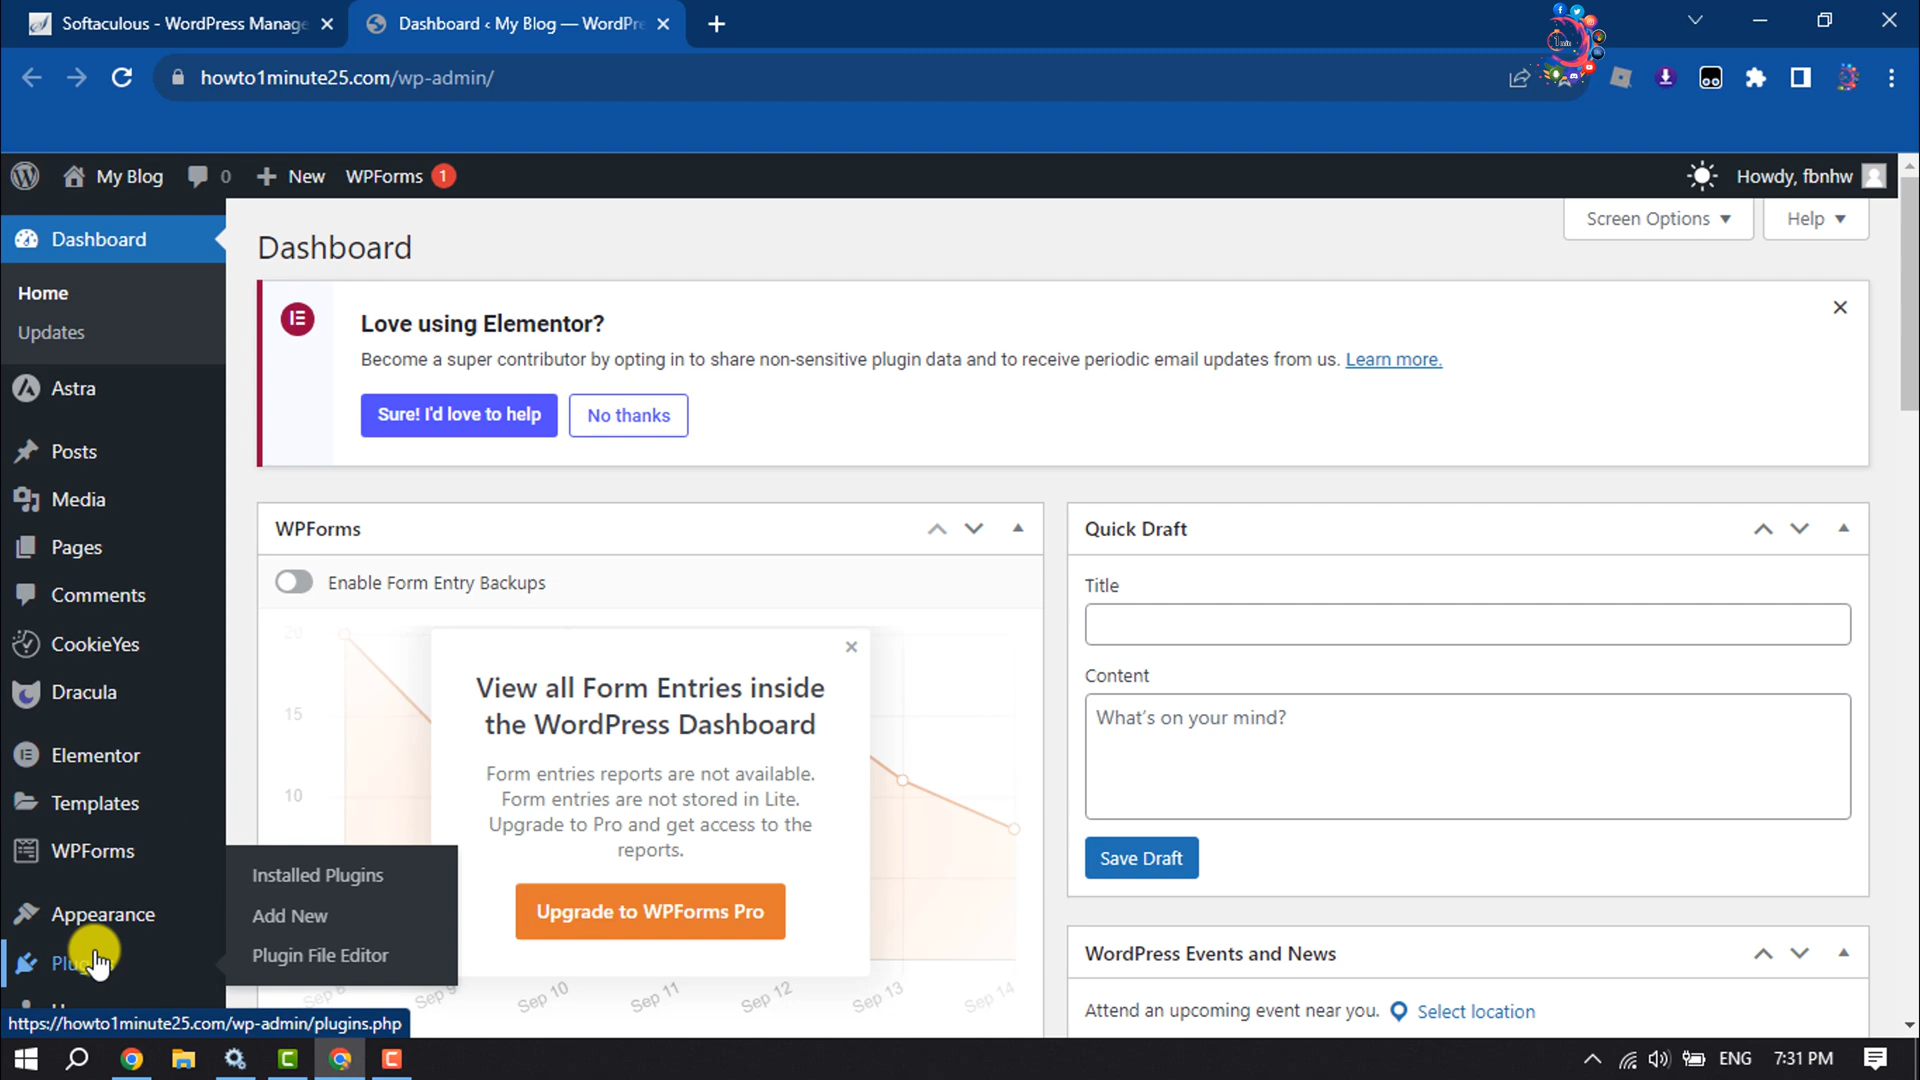 Softaculous - WordPress Manage
Dashboard ‹ My Blog — WordPre
howto1minute25.com/wp-admin/
My Blog 0 New WPForms 1
Howdy, fbnhw
Dashboard
Home
Updates
Astra
Posts
Media
Pages
Comments
CookieYes
Dracula
Elementor
Templates
WPForms
Appearance
Installed Plugins
Add New
Plugin File Editor
https://howto1minute25.com/wp-admin/plugins.php
Screen Options
Help
Dashboard
Love using Elementor?
Become a super contributor by opting in to share non-sensitive plugin data and to receive periodic email updates from us. Learn more.
Sure! I'd love to help
No thanks
WPForms
Enable Form Entry Backups
20
15
10
View all Form Entries inside
the WordPress Dashboard
Form entries reports are not available.
Form entries are not stored in Lite.
Upgrade to Pro and get access to the
reports.
Upgrade to WPForms Pro
Sep 9
Sep 10
Sep 11
Sep 12
Sep 13
Sep 14
Quick Draft
Title
Content
What's on your mind?
Save Draft
WordPress Events and News
Attend an upcoming event near you. Select location
ENG
7:31 PM